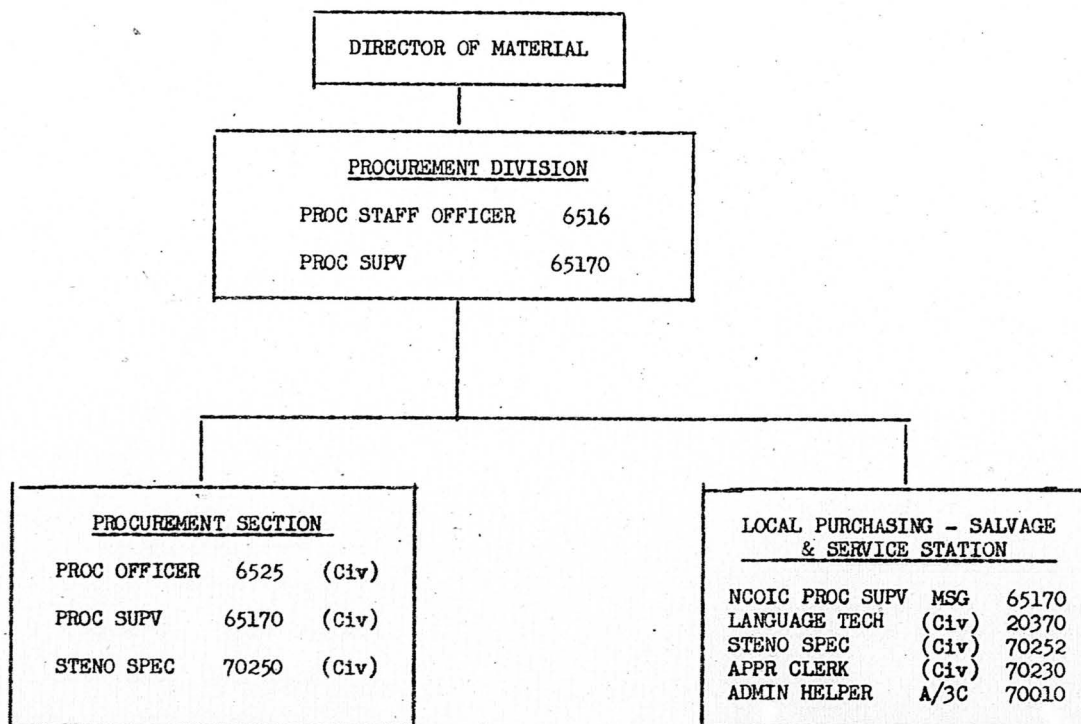 DIRECTOR OF MATERIAL
PROCUREMENT DIVISION
PROC STAFF OFFICER 6516
PROC SUPV 65170
PROCUREMENT SECTION
PROC OFFICER 6525 (Civ)
PROC SUPV 65170 (Civ)
STENO SPEC 70250 (Civ)
LOCAL PURCHASING - SALVAGE
& SERVICE STATION
NCOIC PROC SUPV MSG 65170
LANGUAGE TECH (Civ) 20370
STENO SPEC (Civ) 70252
APPR CLERK (Civ) 70230
ADMIN HELPER A/3C 70010